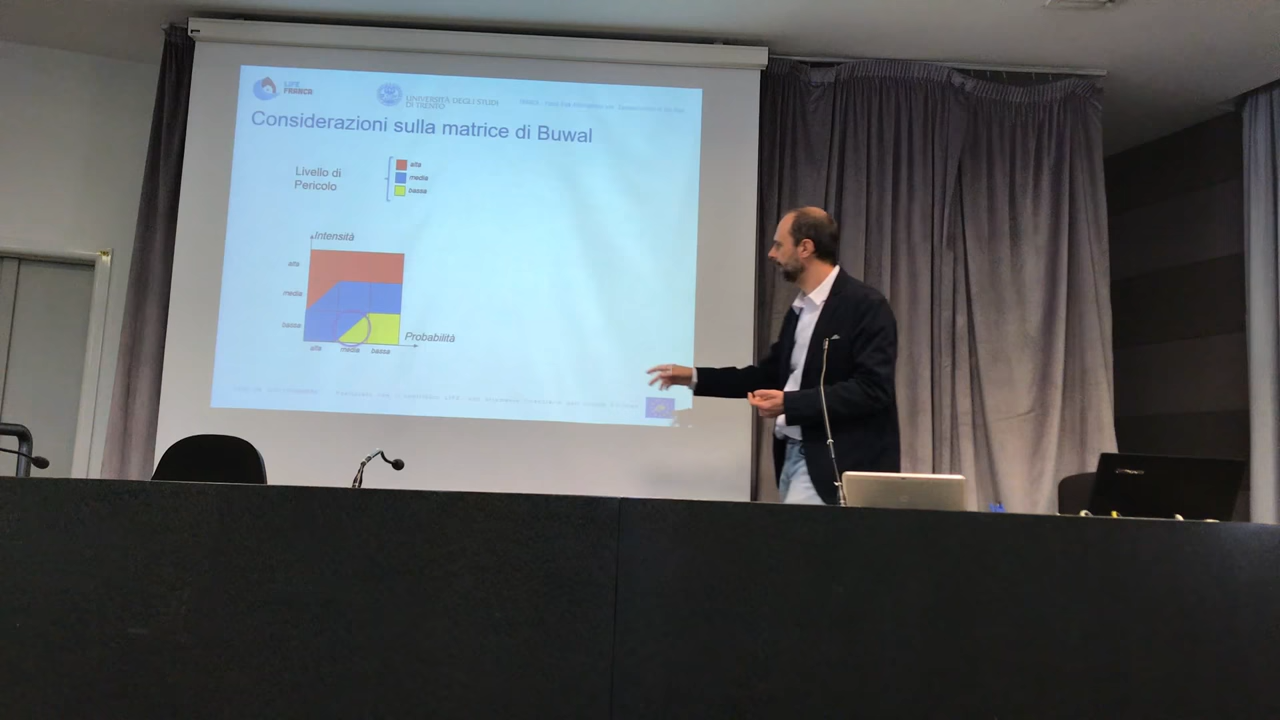 LIFE
FRANCA
UNIVERSITÀ DEGLI STUDI
DI TRENTO
Considerazioni sulla matrice di Buwal
Livello di
Pericolo
alta
media
bassa
Intensità
alta
media
bassa
Probabilità
alta
media
bassa